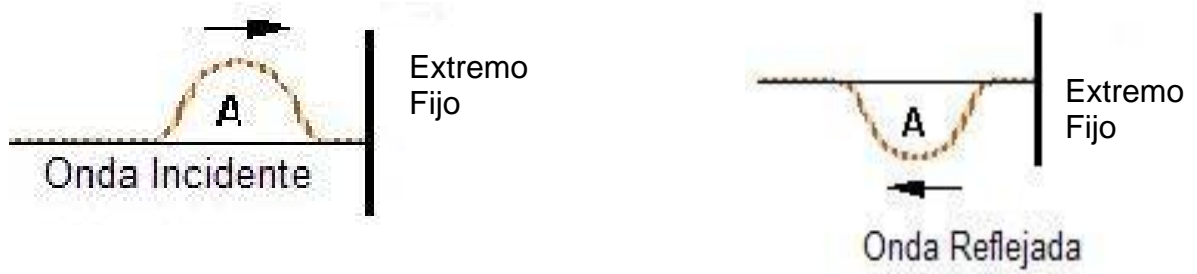 Extremo
Fijo
A
Onda Incidente
Extremo
Fijo
A
Onda Reflejada